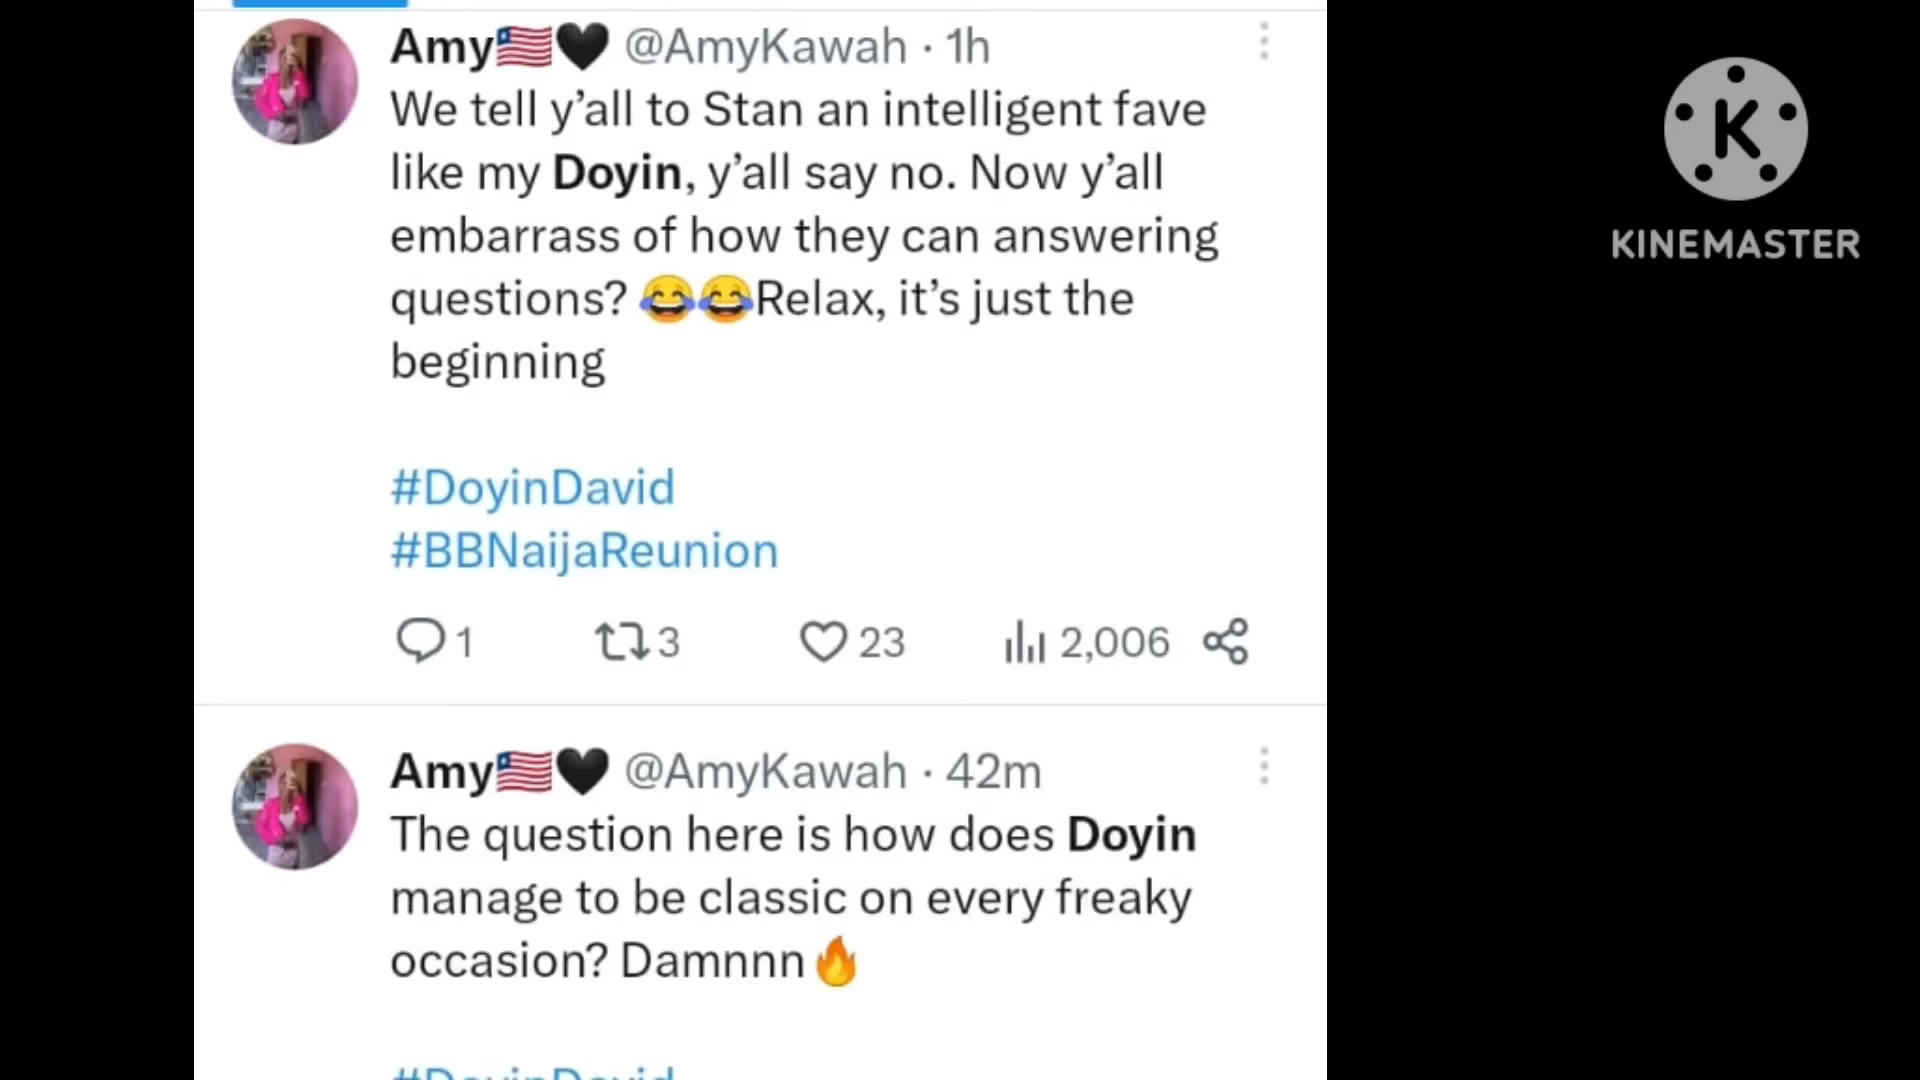 Amy🇱🇷🖤 @AmyKawah · 1h
We tell y’all to Stan an intelligent fave
like my Doyin, y’all say no. Now y’all
embarrass of how they can answering
questions? 😂😂Relax, it’s just the
beginning
#DoyinDavid
#BBNaijaReunion
1 3 23 2,006
Amy🇱🇷🖤 @AmyKawah · 42m
The question here is how does Doyin
manage to be classic on every freaky
occasion? Damnnn🔥
#DoyinDavid
K
KINEMASTER